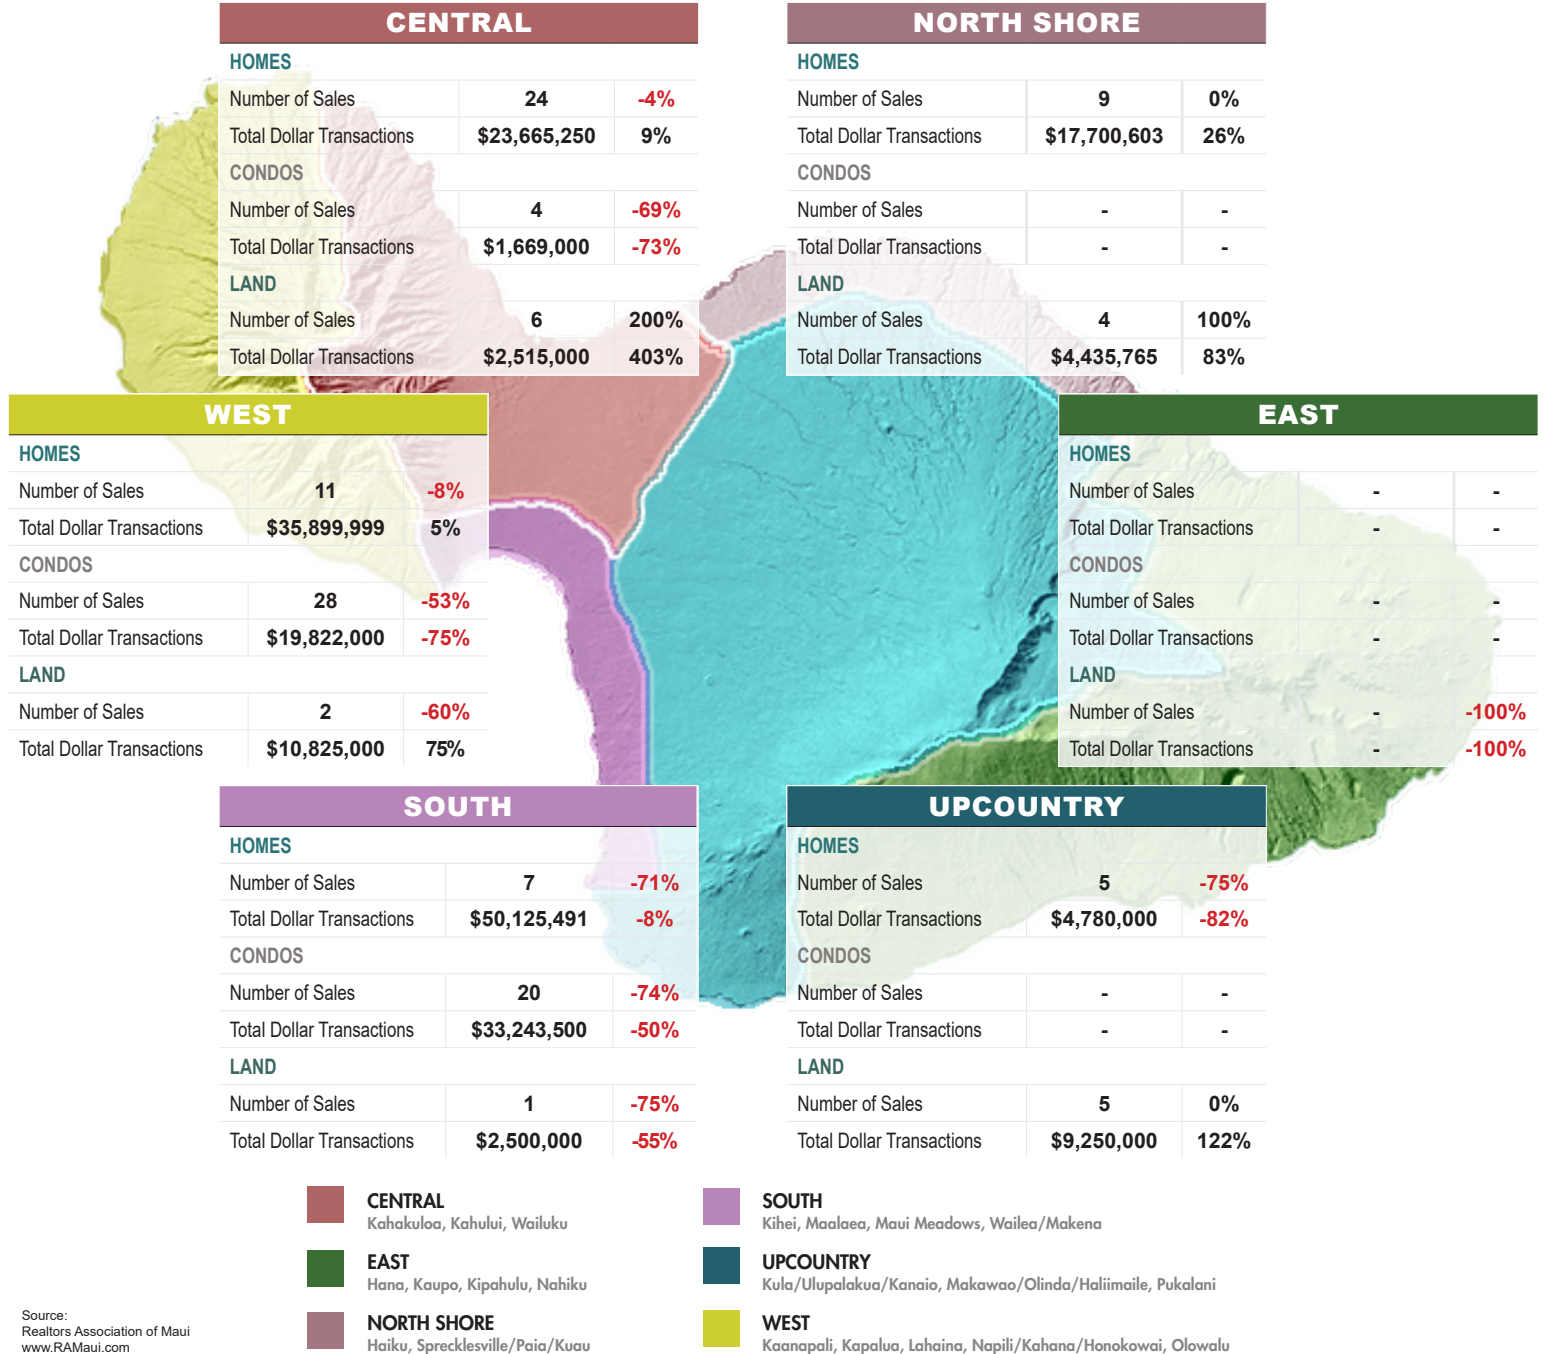 CENTRAL
HOMES
Number of Sales 24 -4%
Total Dollar Transactions $23,665,250 9%
CONDOS
Number of Sales 4 -69%
Total Dollar Transactions $1,669,000 -73%
LAND
Number of Sales 6 200%
Total Dollar Transactions $2,515,000 403%
NORTH SHORE
HOMES
Number of Sales 9 0%
Total Dollar Transactions $17,700,603 26%
CONDOS
Number of Sales - -
Total Dollar Transactions - -
LAND
Number of Sales 4 100%
Total Dollar Transactions $4,435,765 83%
WEST
HOMES
Number of Sales 11 -8%
Total Dollar Transactions $35,899,999 5%
CONDOS
Number of Sales 28 -53%
Total Dollar Transactions $19,822,000 -75%
LAND
Number of Sales 2 -60%
Total Dollar Transactions $10,825,000 75%
EAST
HOMES
Number of Sales - -
Total Dollar Transactions - -
CONDOS
Number of Sales - -
Total Dollar Transactions - -
LAND
Number of Sales - -100%
Total Dollar Transactions - -100%
SOUTH
HOMES
Number of Sales 7 -71%
Total Dollar Transactions $50,125,491 -8%
CONDOS
Number of Sales 20 -74%
Total Dollar Transactions $33,243,500 -50%
LAND
Number of Sales 1 -75%
Total Dollar Transactions $2,500,000 -55%
UPCOUNTRY
HOMES
Number of Sales 5 -75%
Total Dollar Transactions $4,780,000 -82%
CONDOS
Number of Sales - -
Total Dollar Transactions - -
LAND
Number of Sales 5 0%
Total Dollar Transactions $9,250,000 122%
CENTRAL
Kahakuloa, Kahului, Wailuku
EAST
Hana, Kaupo, Kipahulu, Nahiku
NORTH SHORE
Haiku, Sprecklesville/Paia/Kuau
SOUTH
Kihei, Maalaea, Maui Meadows, Wailea/Makena
UPCOUNTRY
Kula/Ulupalakua/Kanaio, Makawao/Olinda/Haliimaile, Pukalani
WEST
Kaanapali, Kapalua, Lahaina, Napili/Kahana/Honokowai, Olowalu
Source:
Realtors Association of Maui
www.RAMaui.com